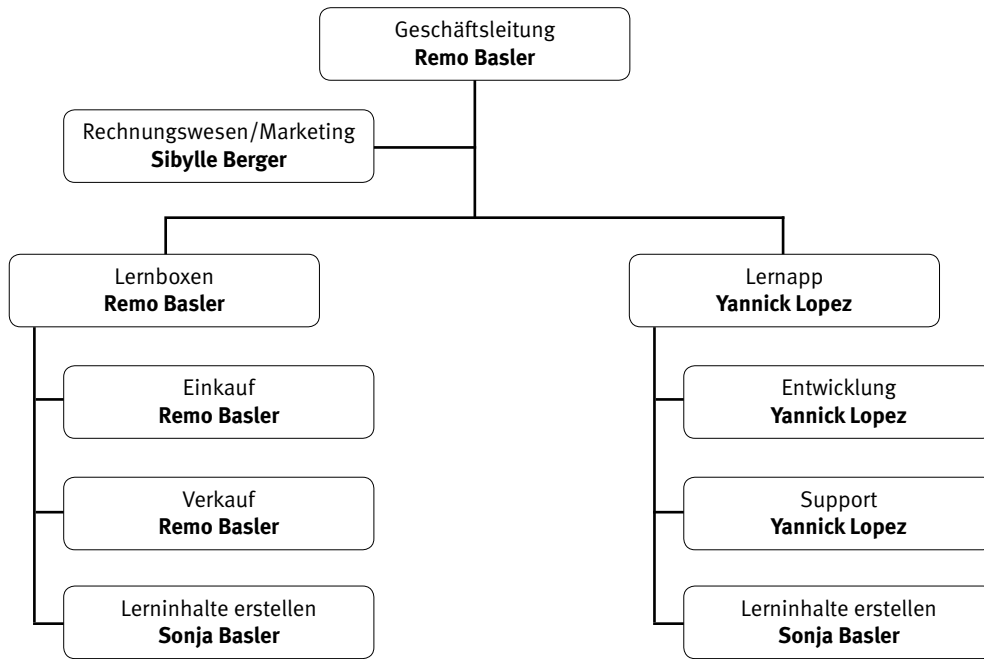 Geschäftsleitung
Remo Basler
Rechnungswesen/Marketing
Sibylle Berger
Lernboxen
Remo Basler
Einkauf
Remo Basler
Verkauf
Remo Basler
Lerninhalte erstellen
Sonja Basler
Lernapp
Yannick Lopez
Entwicklung
Yannick Lopez
Support
Yannick Lopez
Lerninhalte erstellen
Sonja Basler